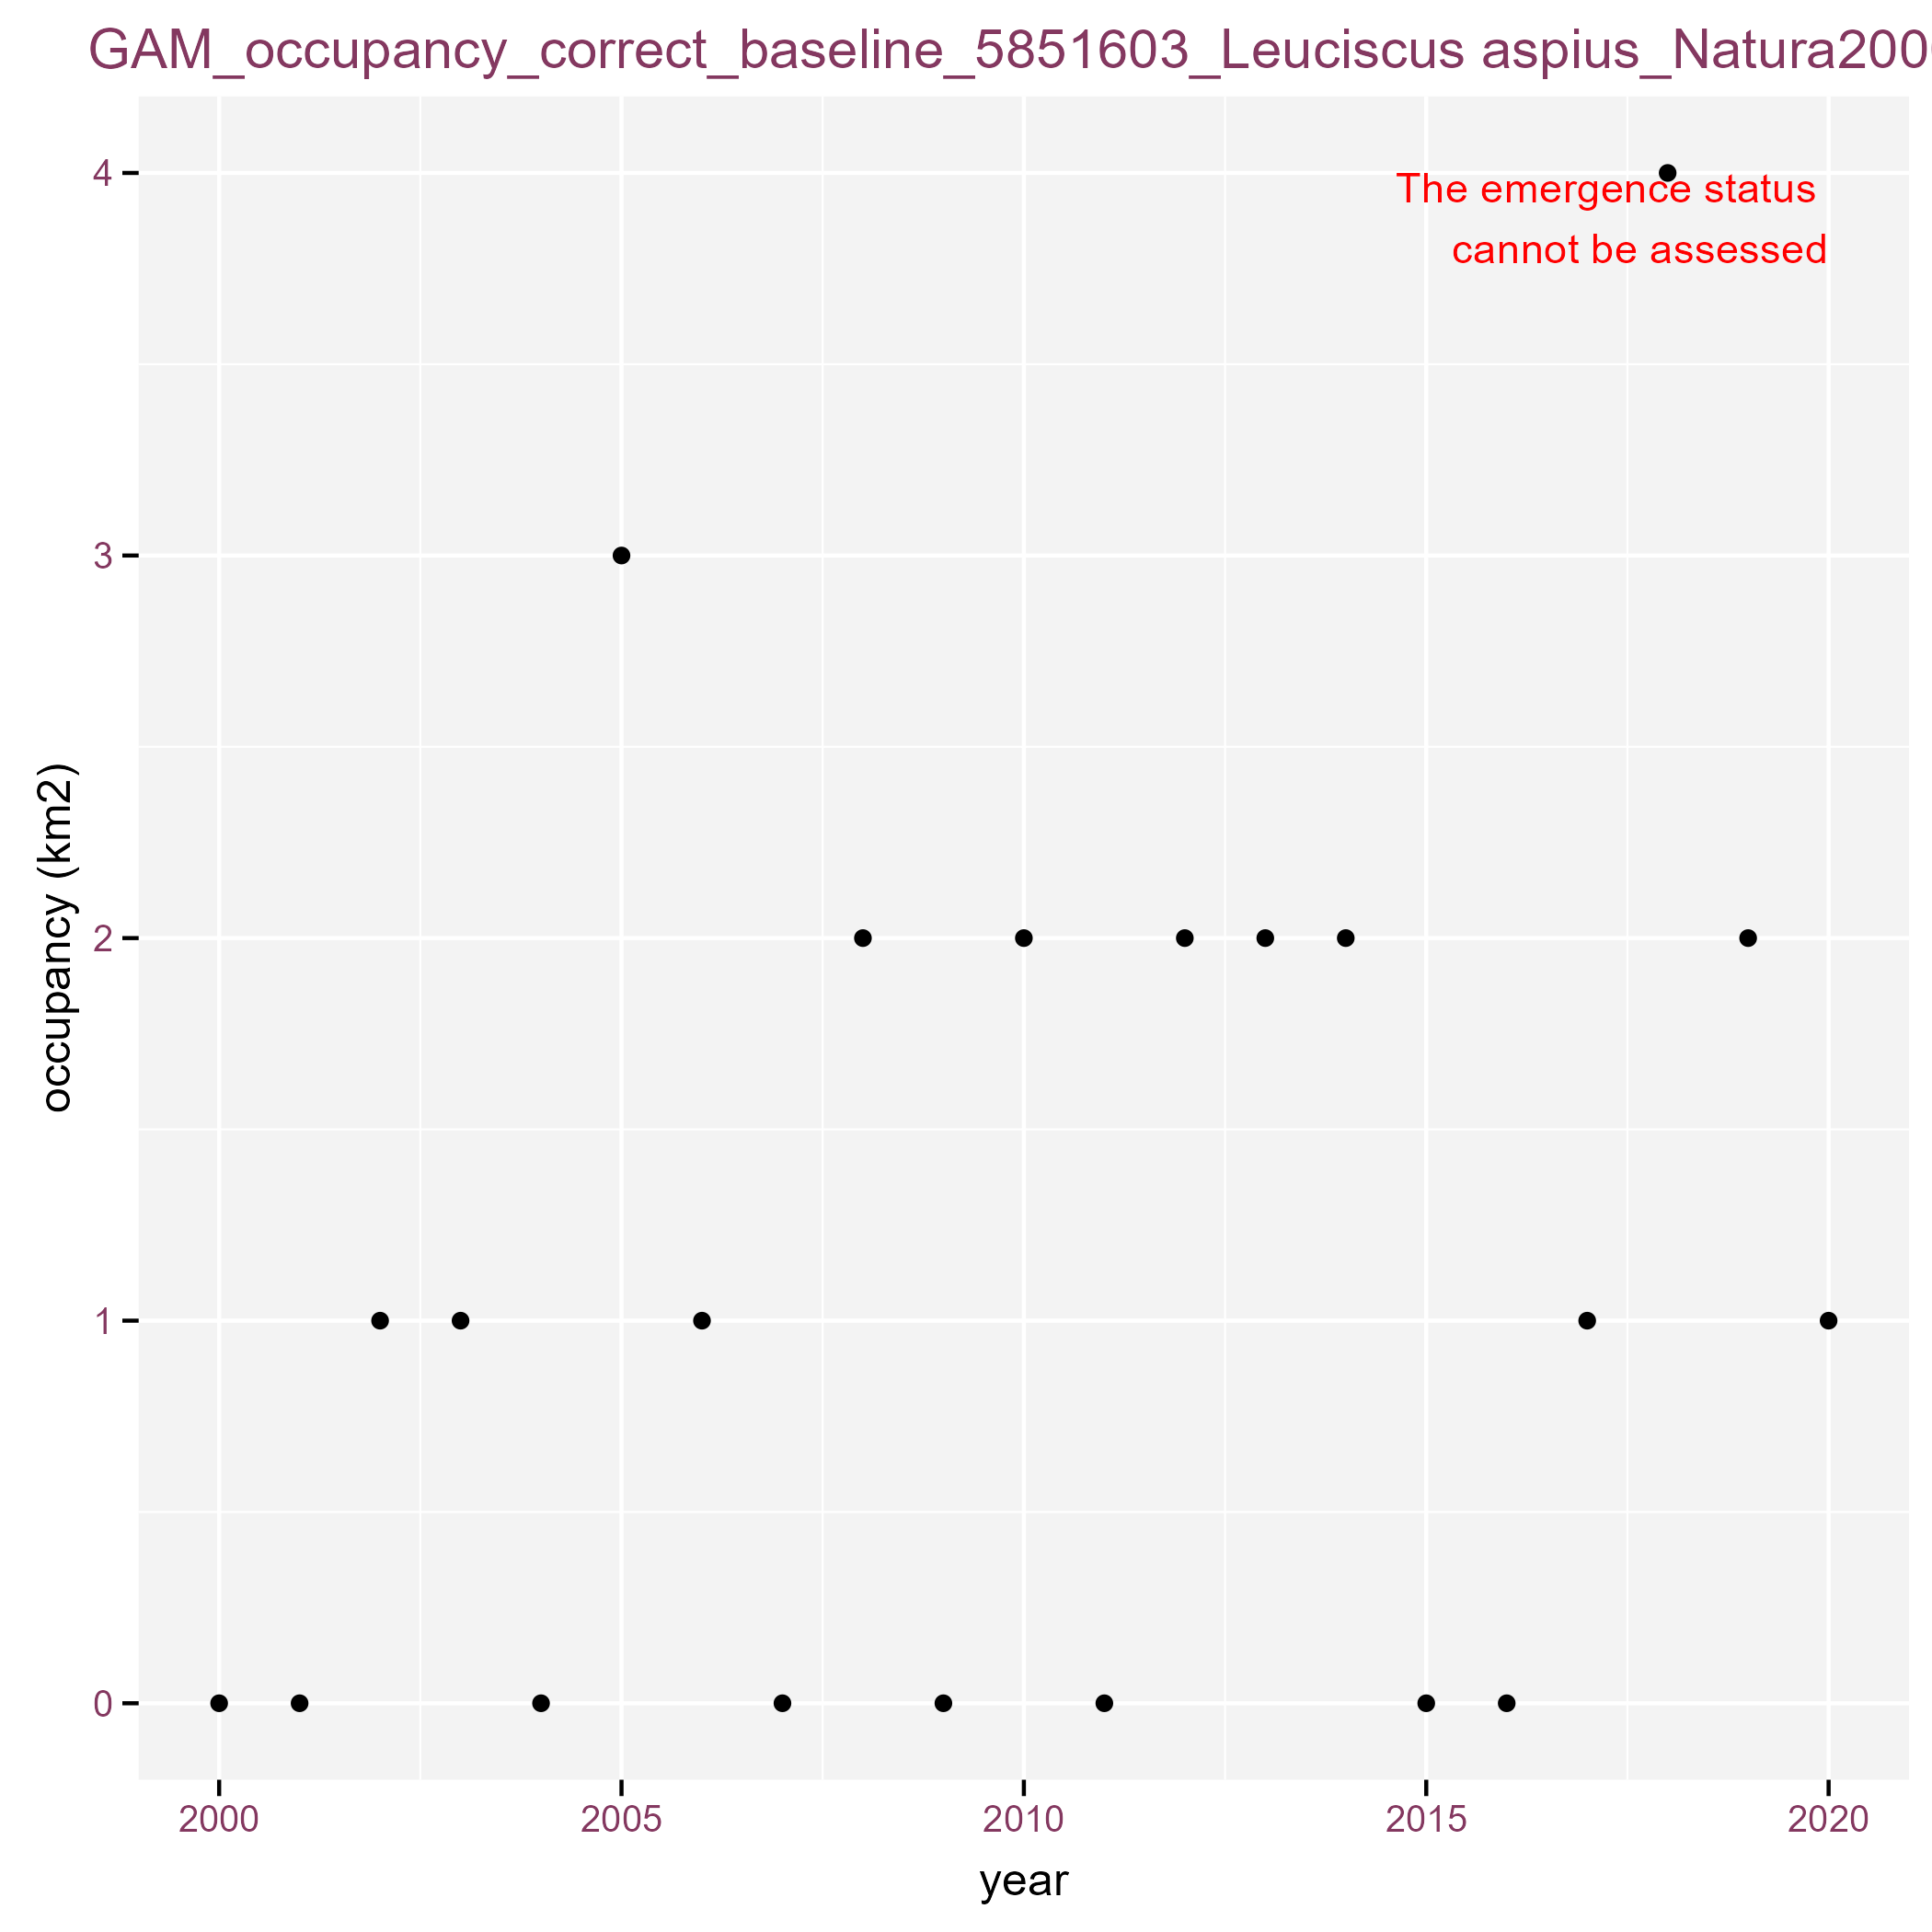 GAM_occupancy_correct_baseline_5851603_Leuciscus aspius_Natura200
4
The emergence status
cannot be assessed
3
occupancy (km2)
2
1
0
2000 2005 2010 2015 2020
year